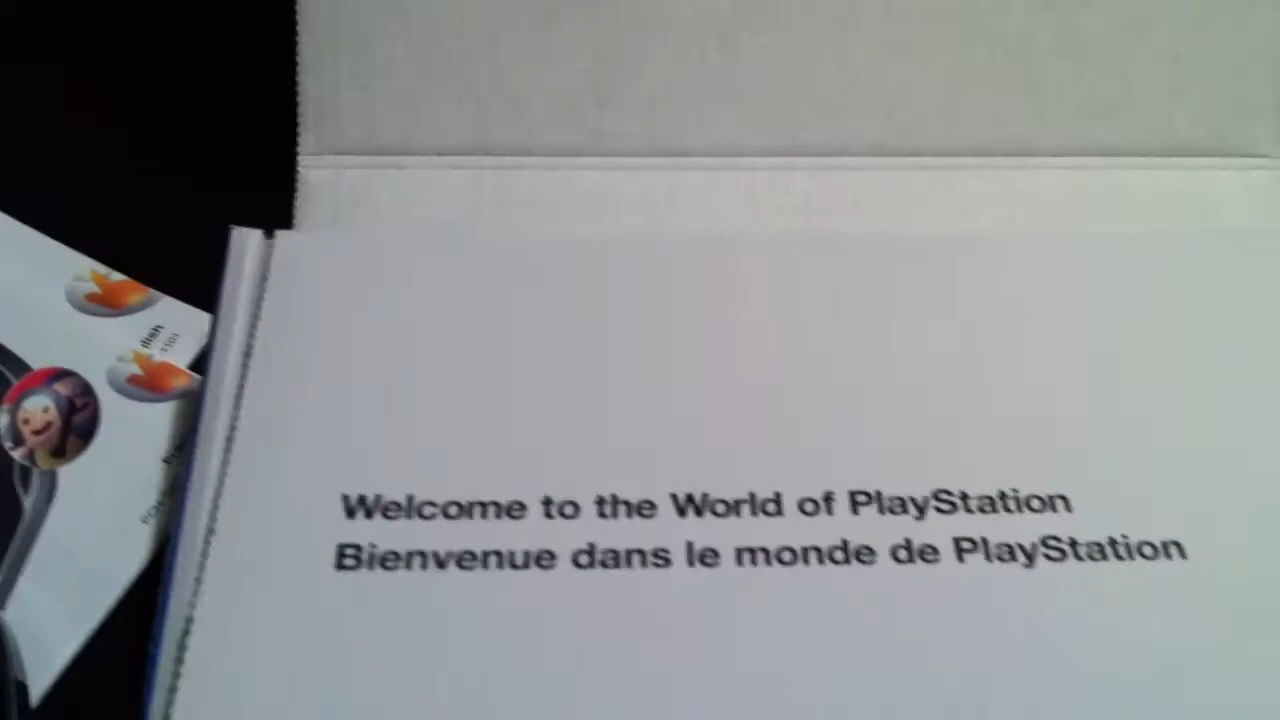 Welcome to the World of PlayStation
Bienvenue dans le monde de PlayStation